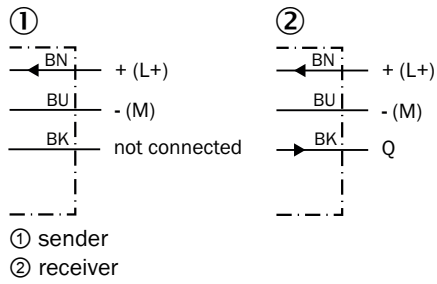 ① ②
BN + (L+) BN + (L+)
BU - (M) BU - (M)
BK not connected BK Q
① sender
② receiver